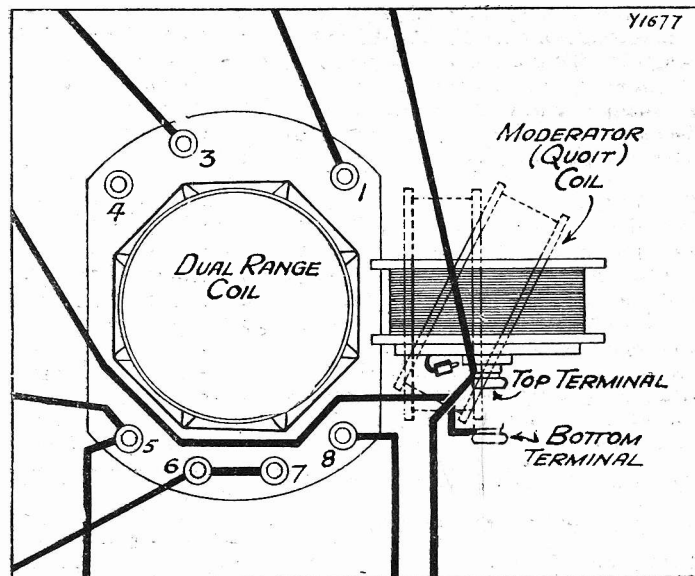 Y1677
MODERATOR
(QUOIT)
COIL
3
1
4
DUAL RANGE
COIL
TOP TERMINAL
5
6
7
8
BOTTOM
TERMINAL